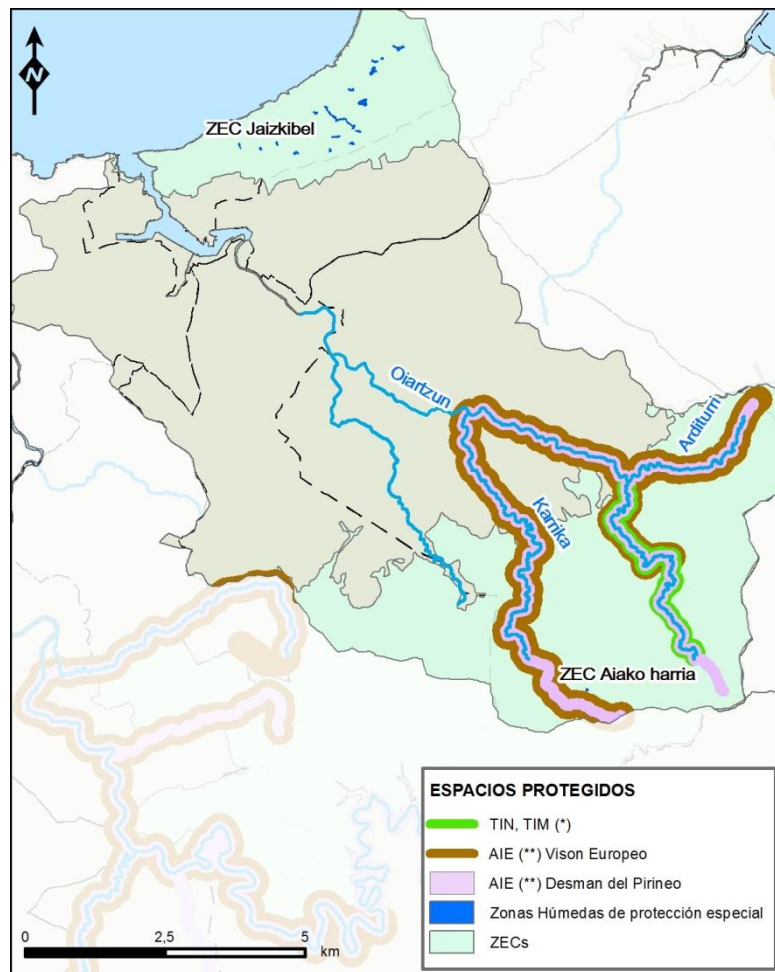 N
ZEC Jaizkibel
Oiartzun
Arditurri
Karrika
ZEC Aiako harria
ESPACIOS PROTEGIDOS
TIN, TIM (*)
AIE (**) Vison Europeo
AIE (**) Desman del Pirineo
Zonas Húmedas de protección especial
ZECs
0 2,5 5
km